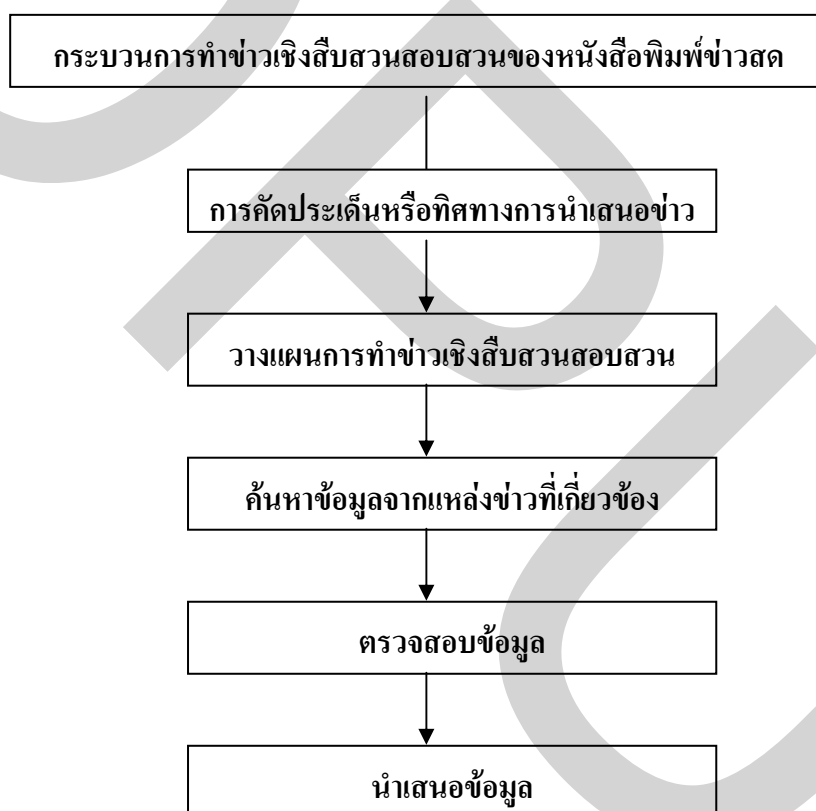 กระบวนการทำข่าวเชิงสืบสวนสอบสวนของหนังสือพิมพ์ข่าวสด
การคัดประเด็นหรือทิศทางการนำเสนอข่าว
วางแผนการทำข่าวเชิงสืบสวนสอบสวน
ค้นหาข้อมูลจากแหล่งข่าวที่เกี่ยวข้อง
ตรวจสอบข้อมูล
นำเสนอข้อมูล